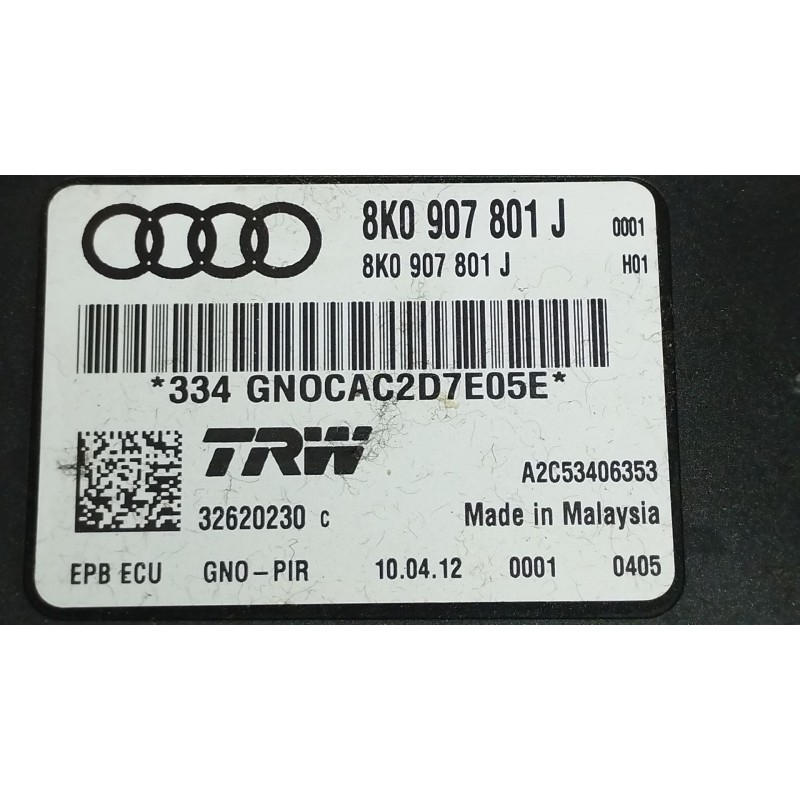 8K0 907 801 J 0001
8K0 907 801 J H01
*334 GNOCAC2D7E05E*
TRW A2C53406353
32620230 C Made in Malaysia
EPB ECU GNO-PIR 10.04.12 0001 0405